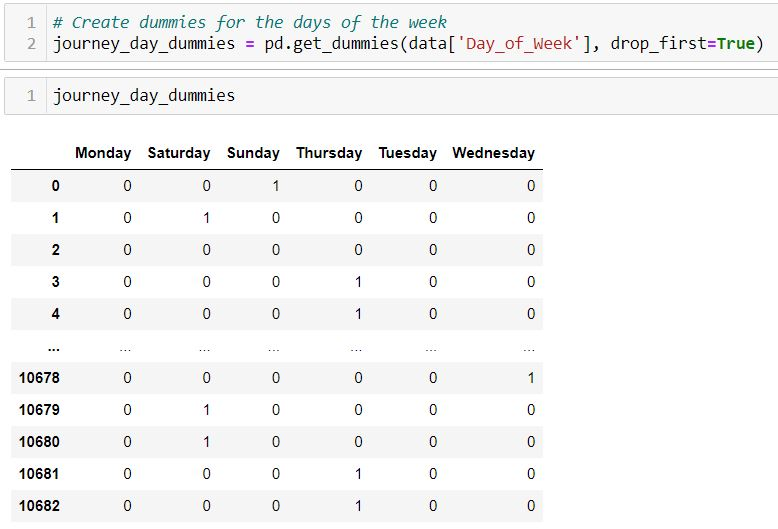 1 # Create dummies for the days of the week
2 journey_day_dummies = pd.get_dummies(data['Day_of_Week'], drop_first=True)
1 journey_day_dummies
Monday Saturday Sunday Thursday Tuesday Wednesday
0 0 0 1 0 0 0
1 0 1 0 0 0 0
2 0 0 0 0 0 0
3 0 0 0 1 0 0
4 0 0 0 1 0 0
... ... ... ... ... ... ...
10678 0 0 0 0 0 1
10679 0 1 0 0 0 0
10680 0 1 0 0 0 0
10681 0 0 0 1 0 0
10682 0 0 0 1 0 0